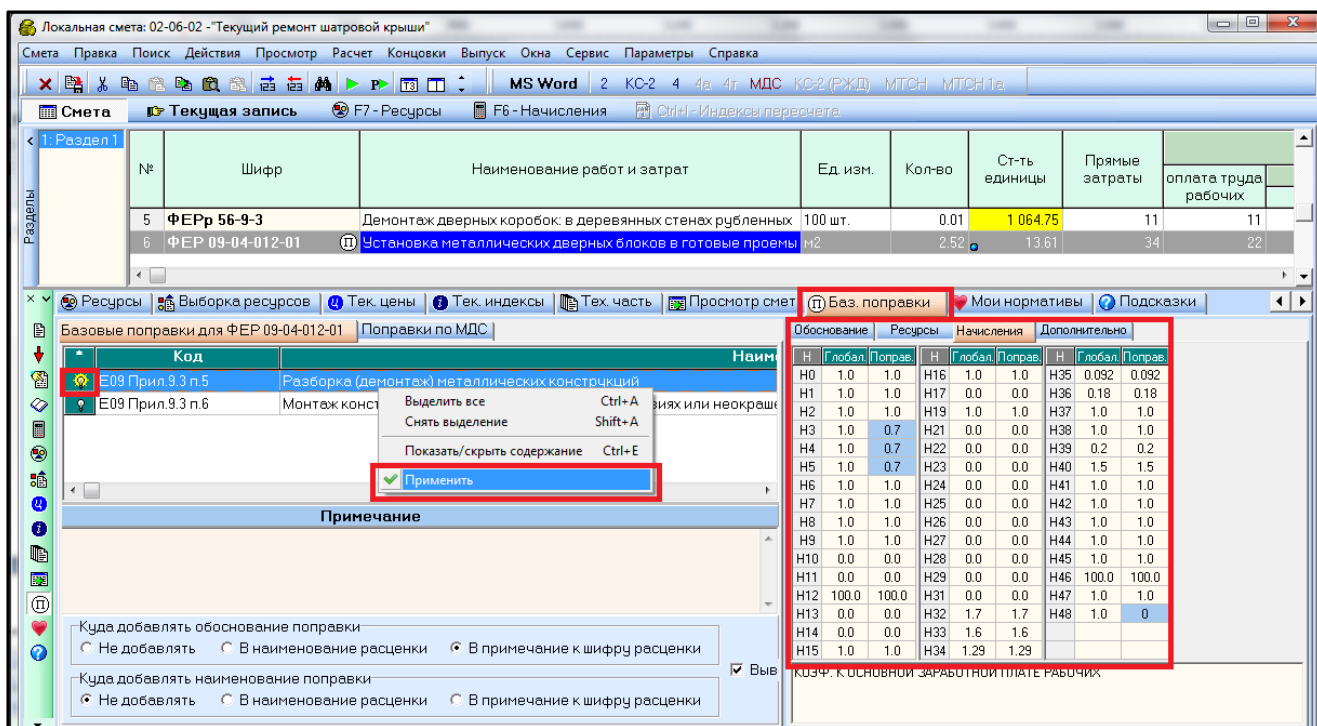 Локальная смета: 02-06-02 -"Текущий ремонт шатровой крыши"
Смета Правка Поиск Действия Просмотр Расчет Концовки Выпуск Окна Сервис Параметры Справка
MS Word 2 КС-2 4 4а 4т МДС КС-2 (РЖД) МТСН МТСН 1а
Смета Текущая запись F7 - Ресурсы F6 - Начисления Ctrl+I - Индексы пересчета
Разделы
1: Раздел 1
№ Шифр Наименование работ и затрат Ед. изм. Кол-во Ст-ть единицы Прямые затраты оплата труда рабочих
5 ФЕРр 56-9-3 Демонтаж дверных коробок: в деревянных стенах рубленных 100 шт. 0.01 1 064.75 11 11
6 ФЕР 09-04-012-01 П Установка металлических дверных блоков в готовые проемы м2 2.52 13.61 34 22
Ресурсы Выборка ресурсов Тек. цены Тек. индексы Тех. часть Просмотр смет П Баз. поправки Мои нормативы Подсказки
Базовые поправки для ФЕР 09-04-012-01 Поправки по МДС
* Код Наим
Е09 Прил.9.3 п.5 Разборка (демонтаж) металлических конструкций
Е09 Прил.9.3 п.6 Монтаж конст виях или неокраше
Выделить все Ctrl+A
Снять выделение Shift+A
Показать/скрыть содержание Ctrl+E
Применить
Примечание
Куда добавлять обоснование поправки
Не добавлять В наименование расценки В примечание к шифру расценки
Выв
Куда добавлять наименование поправки
Не добавлять В наименование расценки В примечание к шифру расценки
Обоснование Ресурсы Начисления Дополнительно
Н Глобал. Поправ. Н Глобал. Поправ. Н Глобал. Поправ.
Н0 1.0 1.0 Н16 1.0 1.0 Н35 0.092 0.092
Н1 1.0 1.0 Н17 0.0 0.0 Н36 0.18 0.18
Н2 1.0 1.0 Н19 1.0 1.0 Н37 1.0 1.0
Н3 1.0 0.7 Н21 0.0 0.0 Н38 1.0 1.0
Н4 1.0 0.7 Н22 0.0 0.0 Н39 0.2 0.2
Н5 1.0 0.7 Н23 0.0 0.0 Н40 1.5 1.5
Н6 1.0 1.0 Н24 0.0 0.0 Н41 1.0 1.0
Н7 1.0 1.0 Н25 0.0 0.0 Н42 1.0 1.0
Н8 1.0 1.0 Н26 0.0 0.0 Н43 1.0 1.0
Н9 1.0 1.0 Н27 0.0 0.0 Н44 1.0 1.0
Н10 0.0 0.0 Н28 0.0 0.0 Н45 1.0 1.0
Н11 0.0 0.0 Н29 0.0 0.0 Н46 100.0 100.0
Н12 100.0 100.0 Н31 0.0 0.0 Н47 1.0 1.0
Н13 0.0 0.0 Н32 1.7 1.7 Н48 1.0 0
Н14 0.0 0.0 Н33 1.6 1.6
Н15 1.0 1.0 Н34 1.29 1.29
КОЭФ. К ОСНОВНОЙ ЗАРАБОТНОЙ ПЛАТЕ РАБОЧИХ